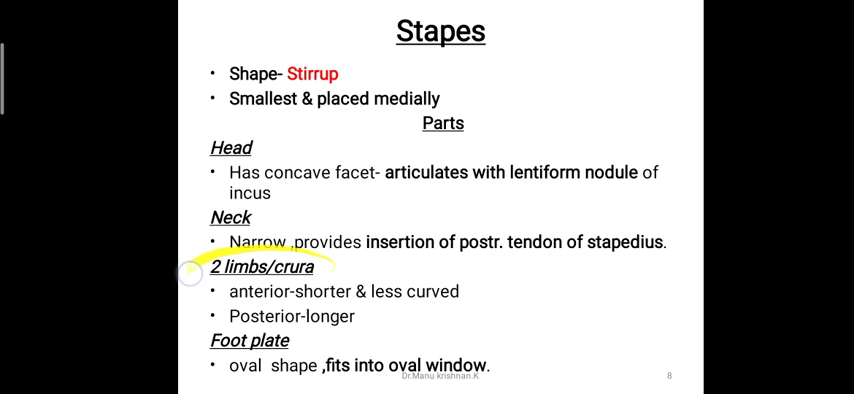 Stapes
• Shape- Stirrup
• Smallest & placed medially
Parts
Head
• Has concave facet- articulates with lentiform nodule of
incus
Neck
• Narrow ,provides insertion of postr. tendon of stapedius.
2 limbs/crura
• anterior-shorter & less curved
• Posterior-longer
Foot plate
• oval shape ,fits into oval window.
Dr.Manu krishnan.K
8